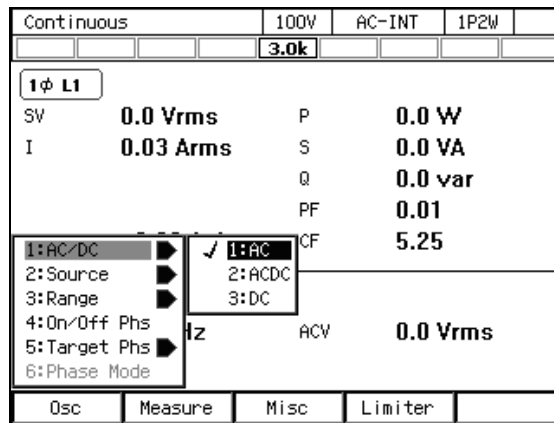 Continuous 100V AC-INT 1P2W
3.0k
1ϕ L1
SV 0.0 Vrms P 0.0 W
I 0.03 Arms S 0.0 VA
Q 0.0 var
PF 0.01
1:AC/DC ✓ 1:AC CF 5.25
2:Source 2:ACDC
3:Range 3:DC
4:On/Off Phs Hz ACV 0.0 Vrms
5:Target Phs
6:Phase Mode
Osc Measure Misc Limiter